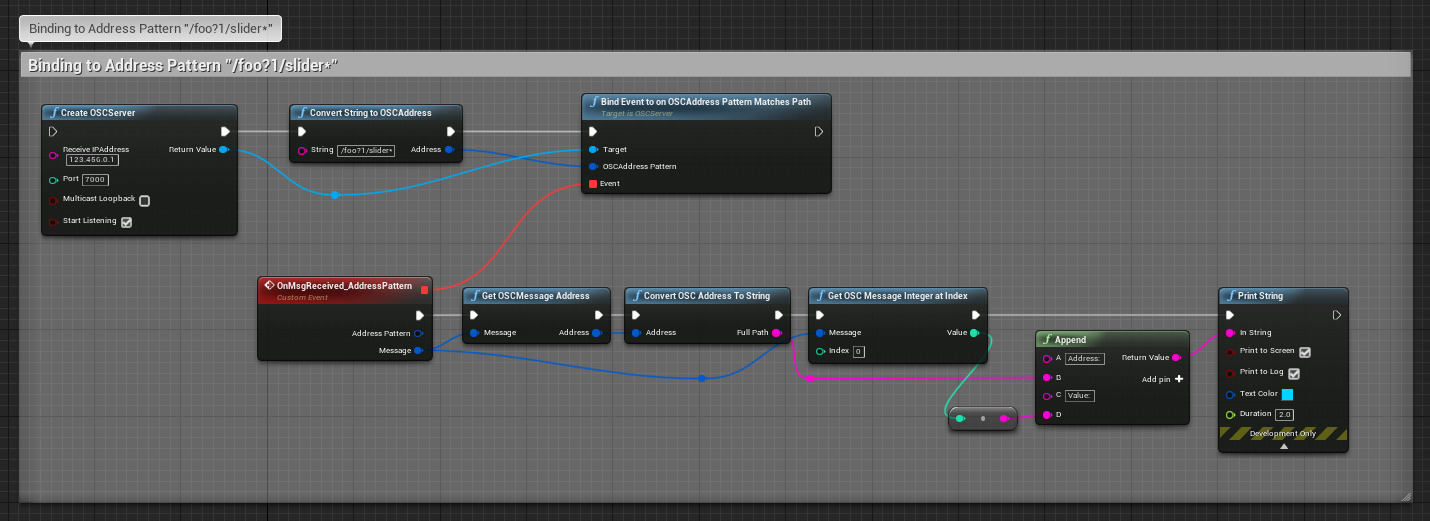 Binding to Address Pattern "/foo?1/slider*"
Binding to Address Pattern "/foo?1/slider*"
f Create OSCServer
Receive IPAddress
123.456.0.1
Return Value
Port 7000
Multicast Loopback
Start Listening
f Convert String to OSCAddress
String /foo?1/slider* Address
f Bind Event to on OSCAddress Pattern Matches Path
Target is OSCServer
Target
OSCAddress Pattern
Event
OnMsgReceived_AddressPattern
Custom Event
Address Pattern
Message
f Get OSCMessage Address
Message Address
f Convert OSC Address To String
Address Full Path
f Get OSC Message Integer at Index
Message Value
Index 0
f Append
A Address: Return Value
B Add pin +
C Value:
D
f Print String
In String
Print to Screen
Print to Log
Text Color
Duration 2.0
Development Only